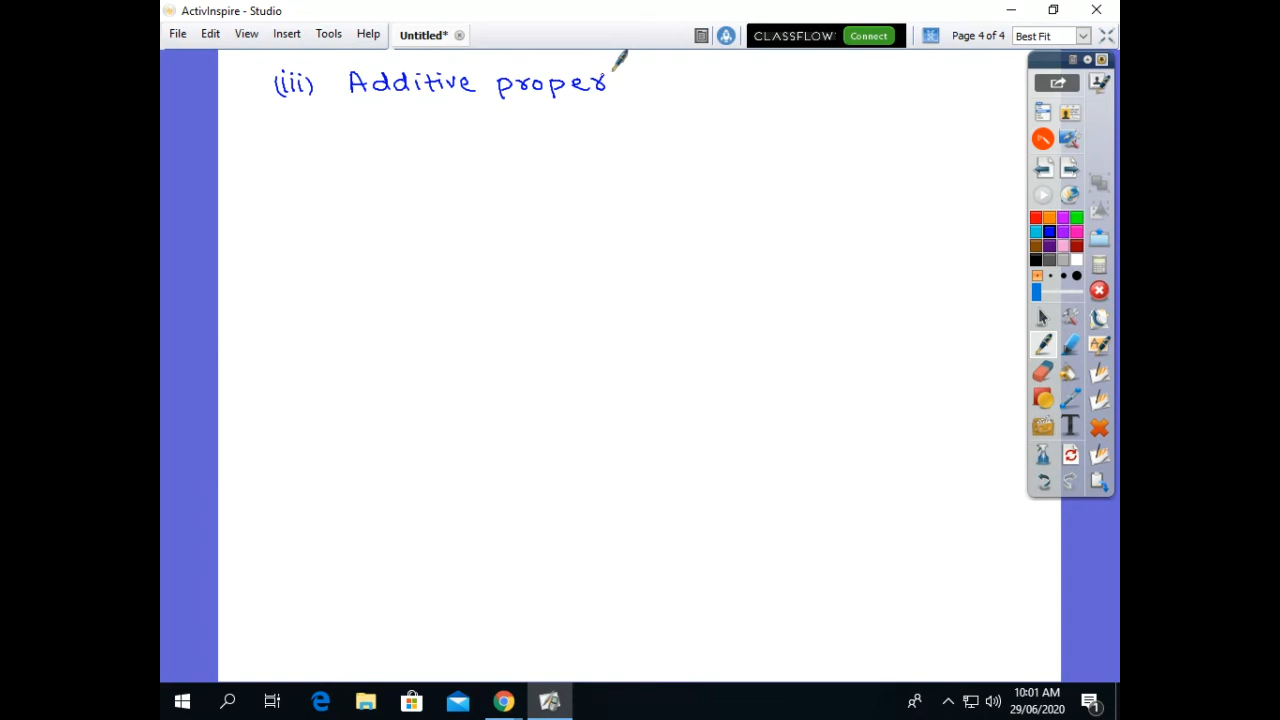 ActivInspire - Studio
File Edit View Insert Tools Help Untitled* CLASSFLOW Connect Page 4 of 4 Best Fit
(iii) Additive proper
10:01 AM
29/06/2020
1